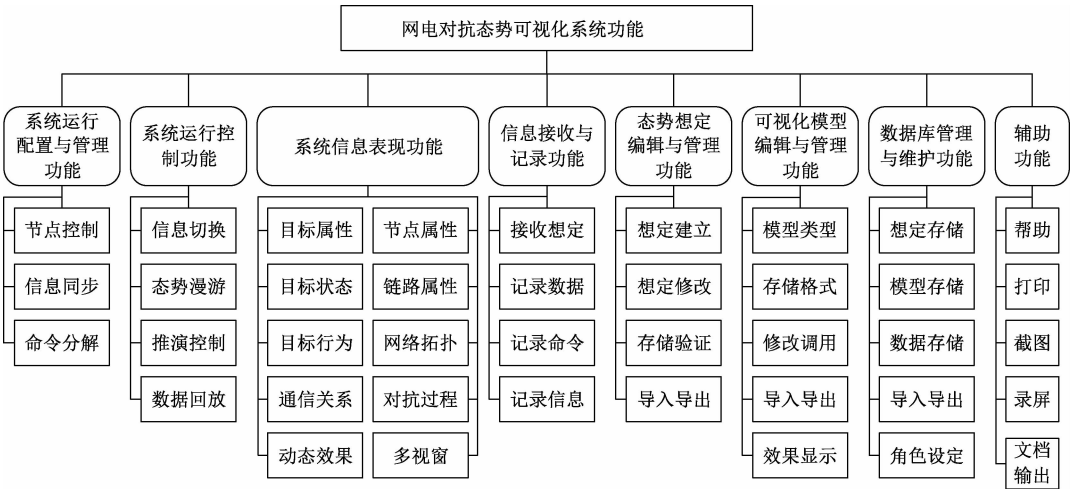 网电对抗态势可视化系统功能
系统运行
配置与管理
功能
系统运行控
制功能
系统信息表现功能
信息接收与
记录功能
态势想定
编辑与管理
功能
可视化模型
编辑与管理
功能
数据库管理
与维护功能
辅助
功能
节点控制
信息同步
命令分解
信息切换
态势漫游
推演控制
数据回放
目标属性
目标状态
目标行为
通信关系
动态效果
节点属性
链路属性
网络拓扑
对抗过程
多视窗
接收想定
记录数据
记录命令
记录信息
想定建立
想定修改
存储验证
导入导出
模型类型
存储格式
修改调用
导入导出
效果显示
想定存储
模型存储
数据存储
导入导出
角色设定
帮助
打印
截图
录屏
文档
输出